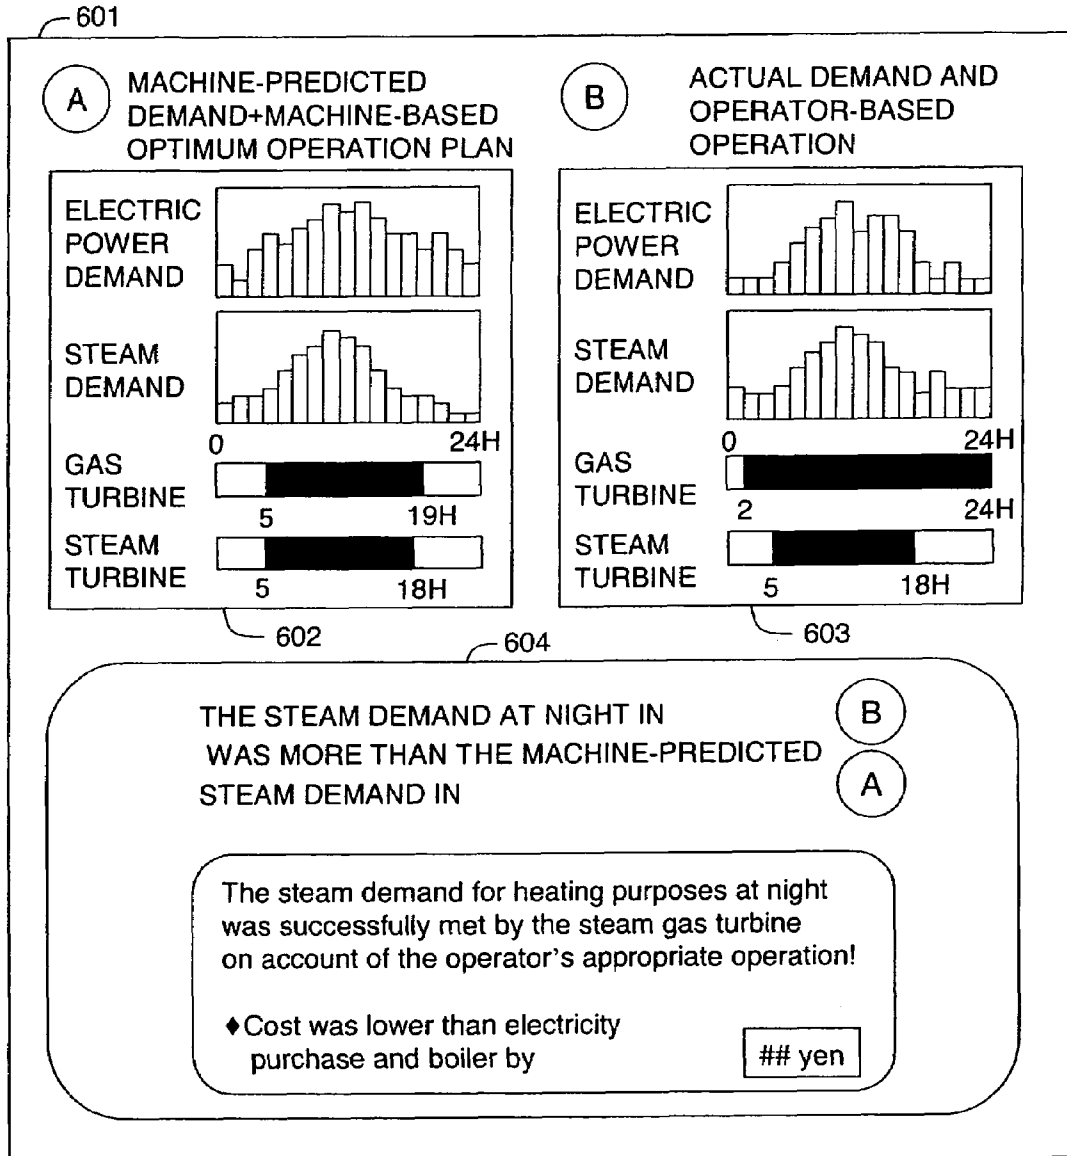 601
A
MACHINE-PREDICTED
DEMAND+MACHINE-BASED
OPTIMUM OPERATION PLAN
ELECTRIC
POWER
DEMAND
STEAM
DEMAND
0 24H
GAS
TURBINE
5 19H
STEAM
TURBINE
5 18H
602
B
ACTUAL DEMAND AND
OPERATOR-BASED
OPERATION
ELECTRIC
POWER
DEMAND
STEAM
DEMAND
0 24H
GAS
TURBINE
2 24H
STEAM
TURBINE
5 18H
603
604
THE STEAM DEMAND AT NIGHT IN B
WAS MORE THAN THE MACHINE-PREDICTED
STEAM DEMAND IN A
The steam demand for heating purposes at night
was successfully met by the steam gas turbine
on account of the operator's appropriate operation!
♦Cost was lower than electricity
purchase and boiler by ## yen